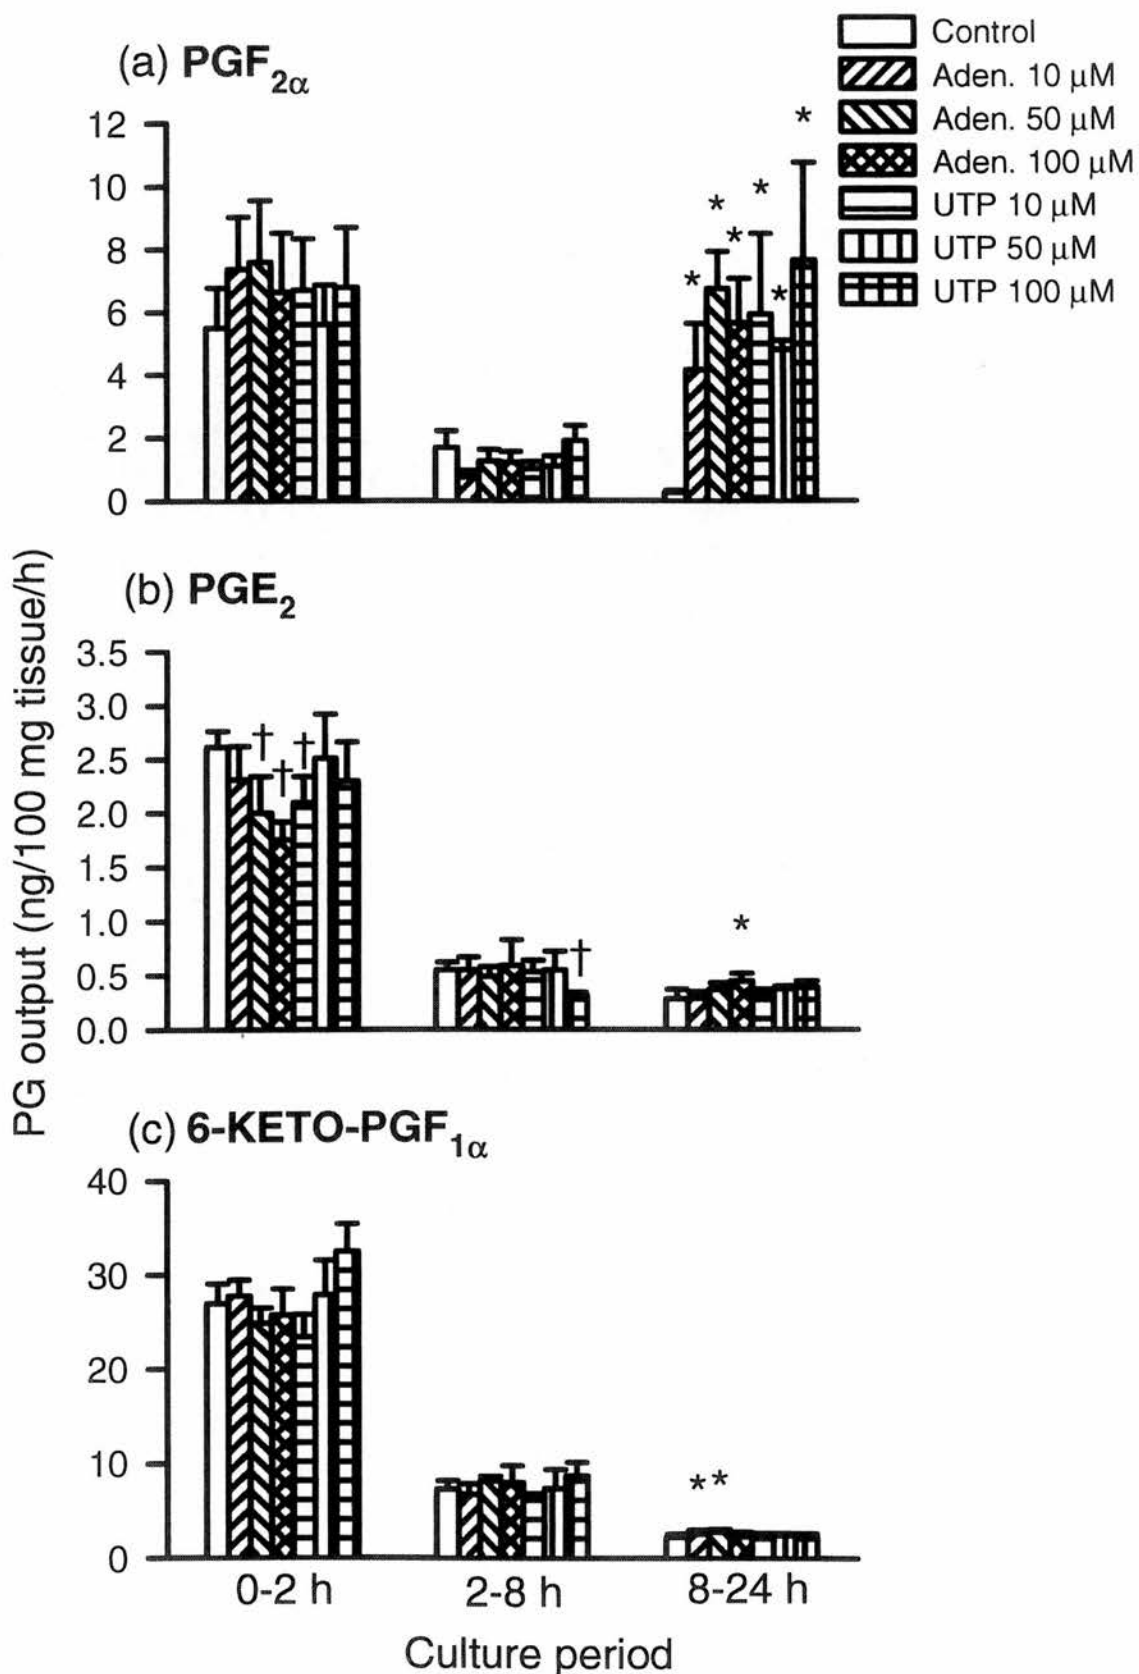 (a) PGF2α
Control
Aden. 10 μM
Aden. 50 μM
Aden. 100 μM
UTP 10 μM
UTP 50 μM
UTP 100 μM
12
10
8
6
4
2
0
* * * * * *
PG output (ng/100 mg tissue/h)
(b) PGE2
3.5
3.0
2.5
2.0
1.5
1.0
0.5
0.0
† † †
†
*
(c) 6-KETO-PGF1α
40
30
20
10
0
**
0-2 h 2-8 h 8-24 h
Culture period